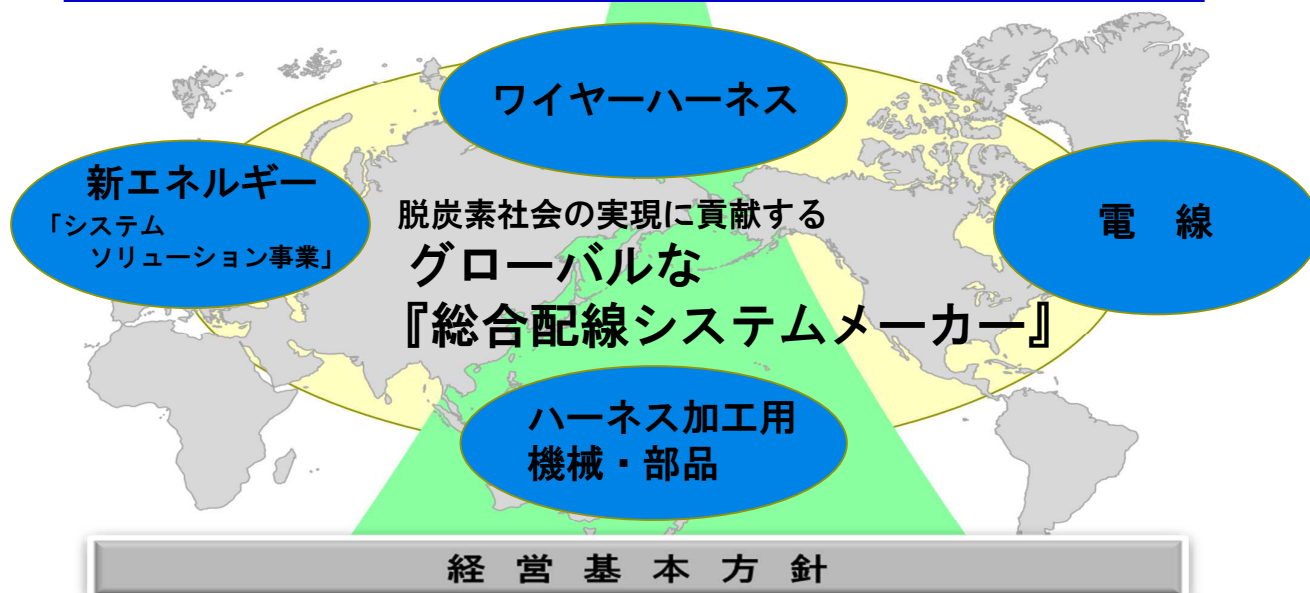 ワイヤーハーネス
新エネルギー
「システム
ソリューション事業」
脱炭素社会の実現に貢献する
グローバルな
『総合配線システムメーカー』
電　線
ハーネス加工用
機械・部品
経 営 基 本 方 針